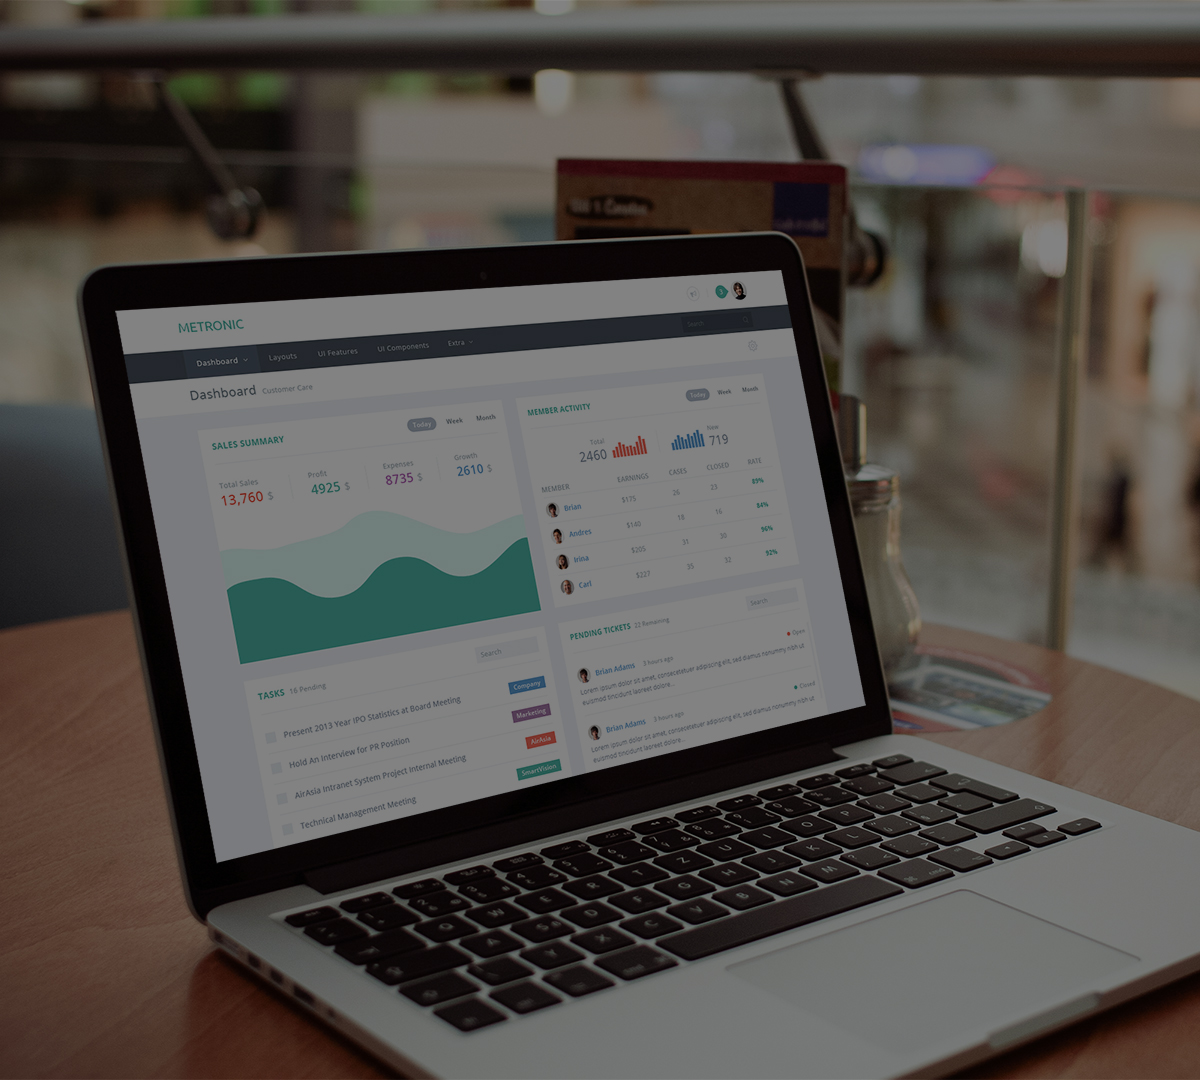 METRONIC
3
Dashboard
Layouts
UI Features
UI Components
Extra
Search
Dashboard Customer Care
SALES SUMMARY
Today Week Month
Total Sales
13,760 $
Profit
4925 $
Expenses
8735 $
Growth
2610 $
MEMBER ACTIVITY
Today Week Month
Total
2460
New
719
MEMBER EARNINGS CASES CLOSED RATE
Brian $175 26 23 89%
Andres $140 18 16 84%
Irina $205 31 30 96%
Carl $227 35 32 92%
TASKS 16 Pending
Search
Present 2013 Year IPO Statistics at Board Meeting Company
Hold An Interview for PR Position Marketing
AirAsia Intranet System Project Internal Meeting AirAsia
Technical Management Meeting SmartVision
PENDING TICKETS 22 Remaining
Search
Brian Adams 3 hours ago Open
Lorem ipsum dolor sit amet, consectetuer adipiscing elit, sed diamus nonummy nibh ut
euismod tincidunt laoreet dolore...
Brian Adams 5 hours ago Closed
Lorem ipsum dolor sit amet, consectetuer adipiscing elit, sed diamus nonummy nibh ut
euismod tincidunt laoreet dolore...